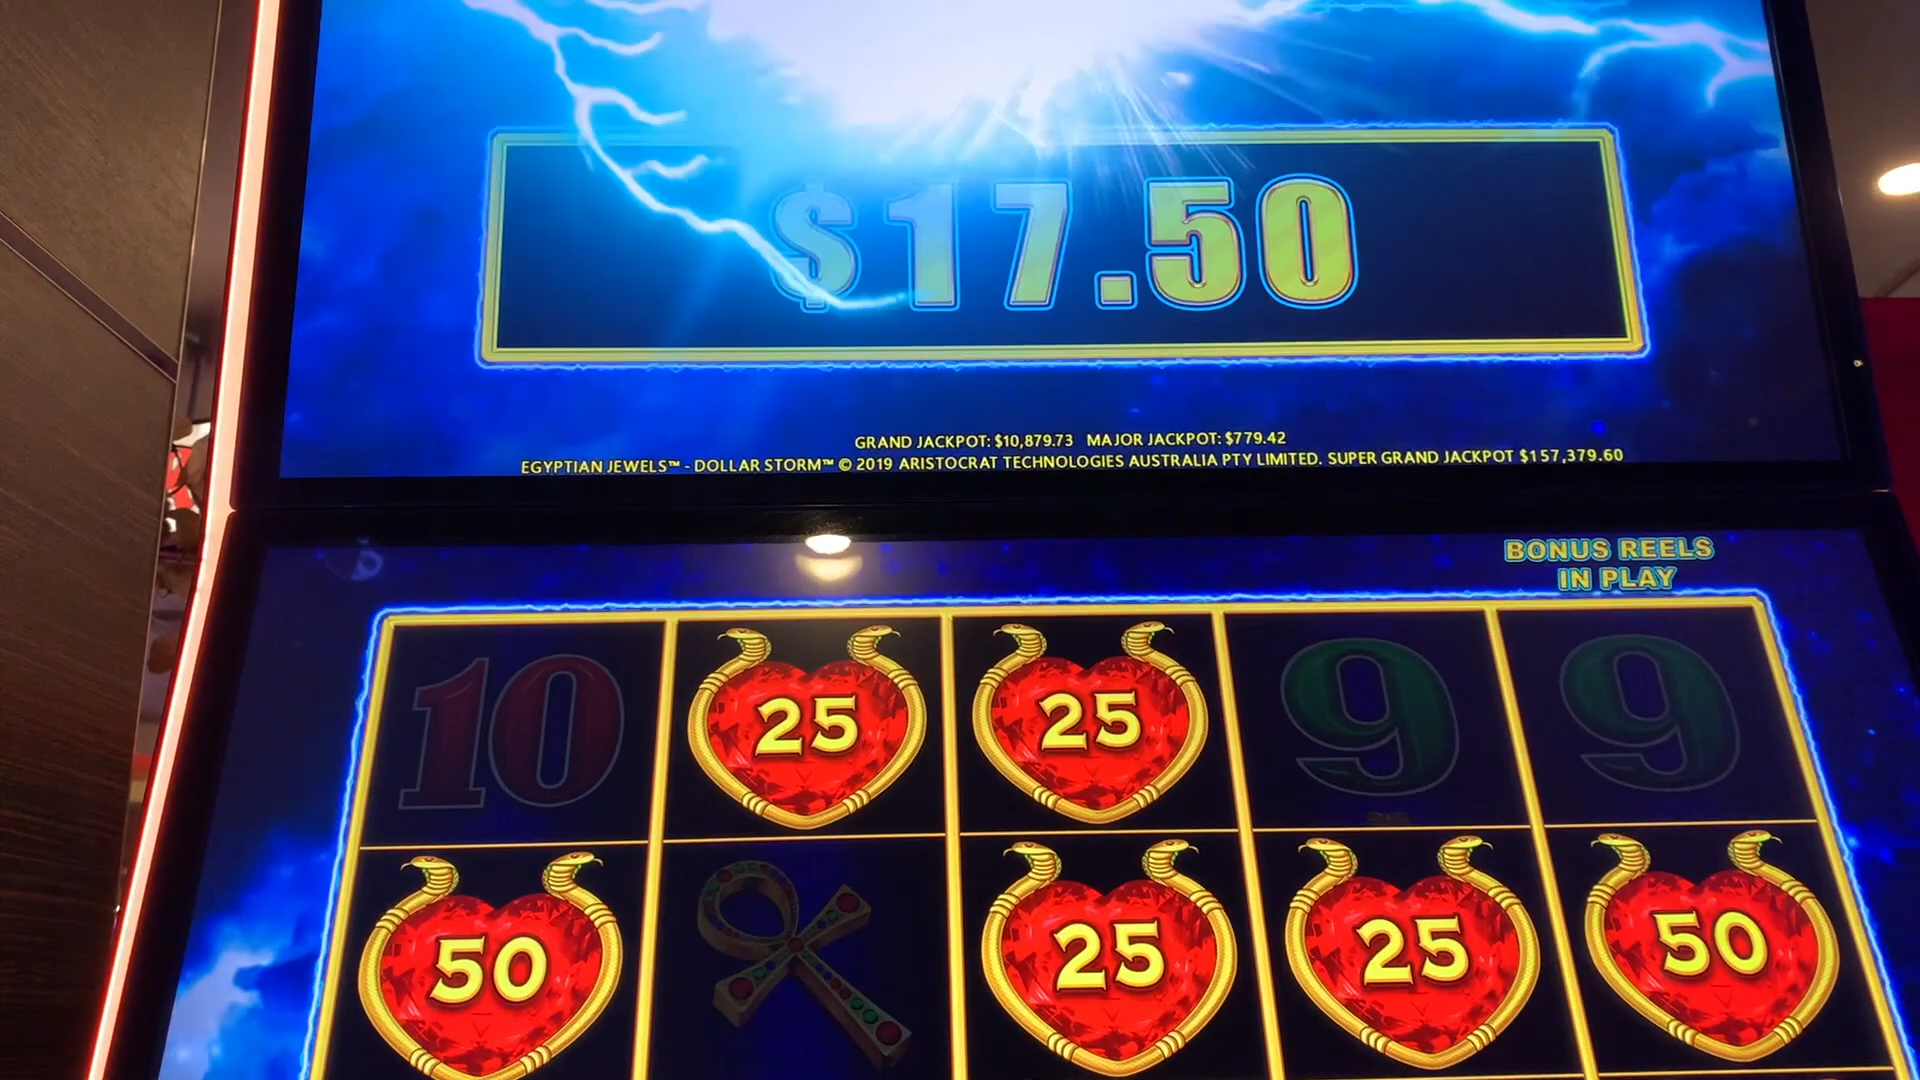 $17.50
GRAND JACKPOT: $10,879.73 MAJOR JACKPOT: $779.42
EGYPTIAN JEWELS™ - DOLLAR STORM™ © 2019 ARISTOCRAT TECHNOLOGIES AUSTRALIA PTY LIMITED. SUPER GRAND JACKPOT $157,379.60
BONUS REELS
IN PLAY
10 25 25 9 9
50 25 25 50